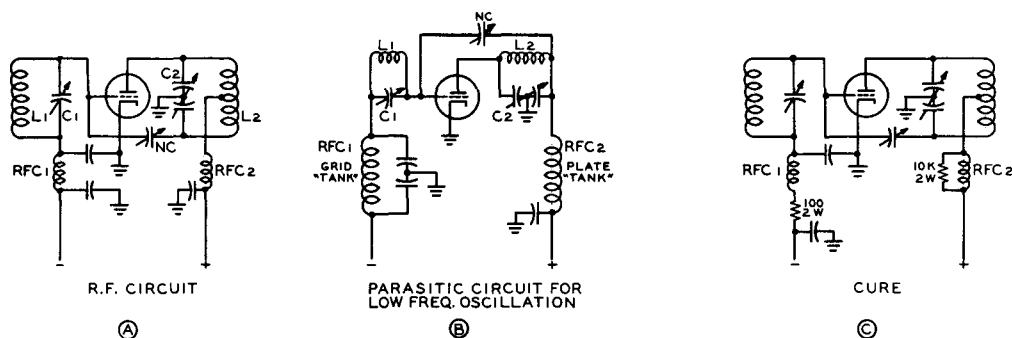 L1
C1
C2
L2
NC
RFC1
RFC2
-
+
R.F. CIRCUIT
A
NC
L1
L2
C1
C2
RFC1
GRID
"TANK"
RFC2
PLATE
"TANK"
-
+
PARASITIC CIRCUIT FOR
LOW FREQ. OSCILLATION
B
RFC1
100
2W
10K
2W
RFC2
-
+
CURE
C